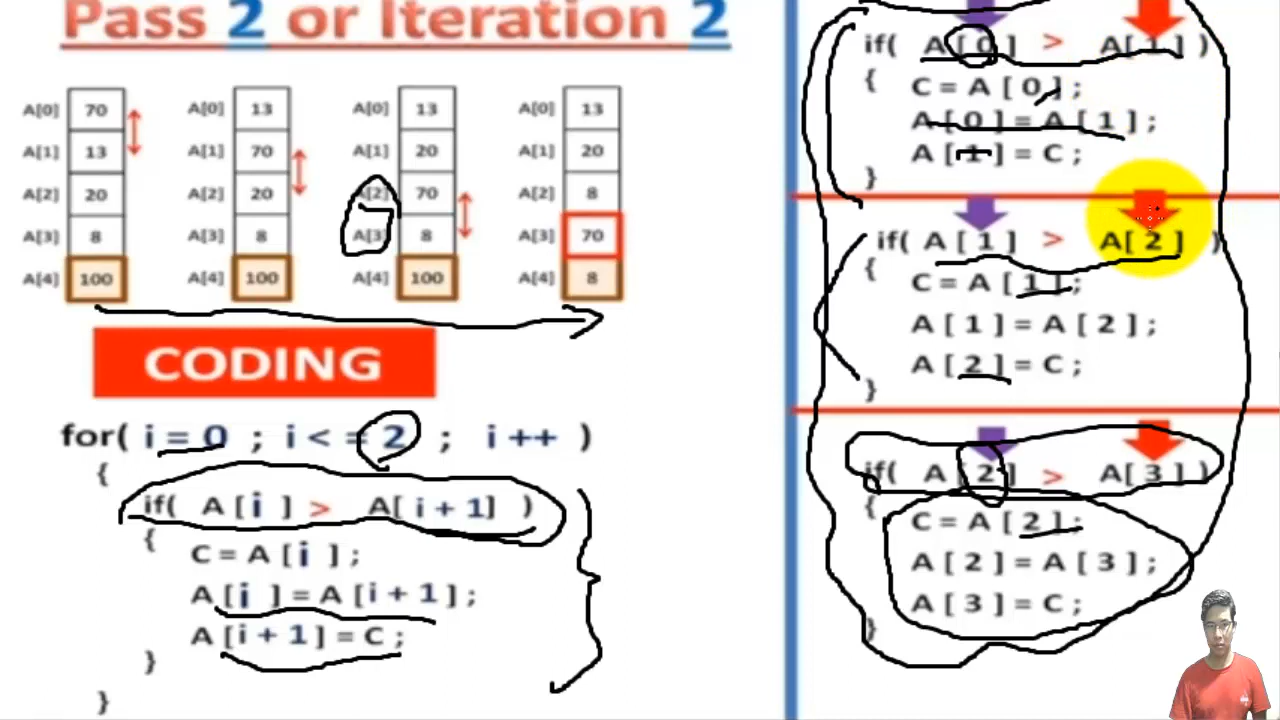 Pass 2 or Iteration 2
A[0] 70 A[0] 13 A[0] 13 A[0] 13
A[1] 13 A[1] 70 A[1] 20 A[1] 20
A[2] 20 A[2] 20 A[2] 70 A[2] 8
A[3] 8 A[3] 8 A[3] 8 A[3] 70
A[4] 100 A[4] 100 A[4] 100 A[4] 8
CODING
for( i = 0 ; i < = 2 ; i ++ )
{
if( A [ i ] > A[ i + 1] )
{
C = A [ i ] ;
A [ i ] = A [ i + 1 ] ;
A [ i + 1 ] = C ;
}
}
if( A [ 0 ] > A[ 1 ] )
{
C = A [ 0 ] ;
A [ 0 ] = A [ 1 ] ;
A [ 1 ] = C ;
}
if( A [ 1 ] > A[ 2 ] )
{
C = A [ 1 ] ;
A [ 1 ] = A [ 2 ] ;
A [ 2 ] = C ;
}
if( A [ 2 ] > A[ 3 ] )
{
C = A [ 2 ] ;
A [ 2 ] = A [ 3 ] ;
A [ 3 ] = C ;
}